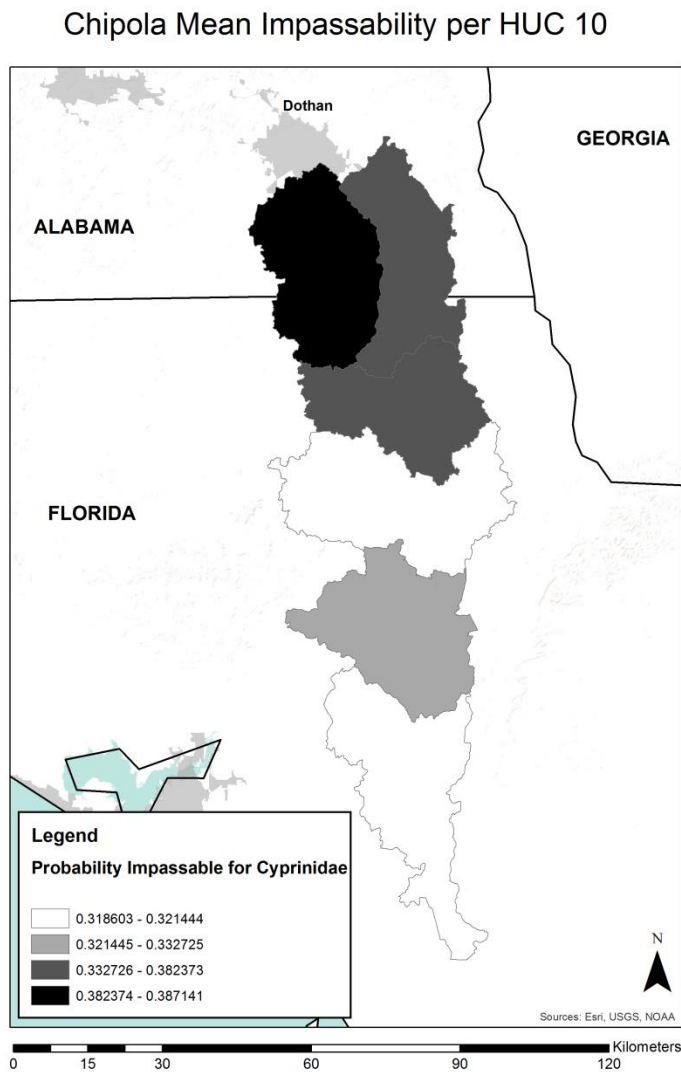 Chipola Mean Impassability per HUC 10
Dothan
GEORGIA
ALABAMA
FLORIDA
Legend
Probability Impassable for Cyprinidae
0.318603 - 0.321444
0.321445 - 0.332725
0.332726 - 0.382373
0.382374 - 0.387141
N
Sources: Esri, USGS, NOAA
Kilometers
0 15 30 60 90 120